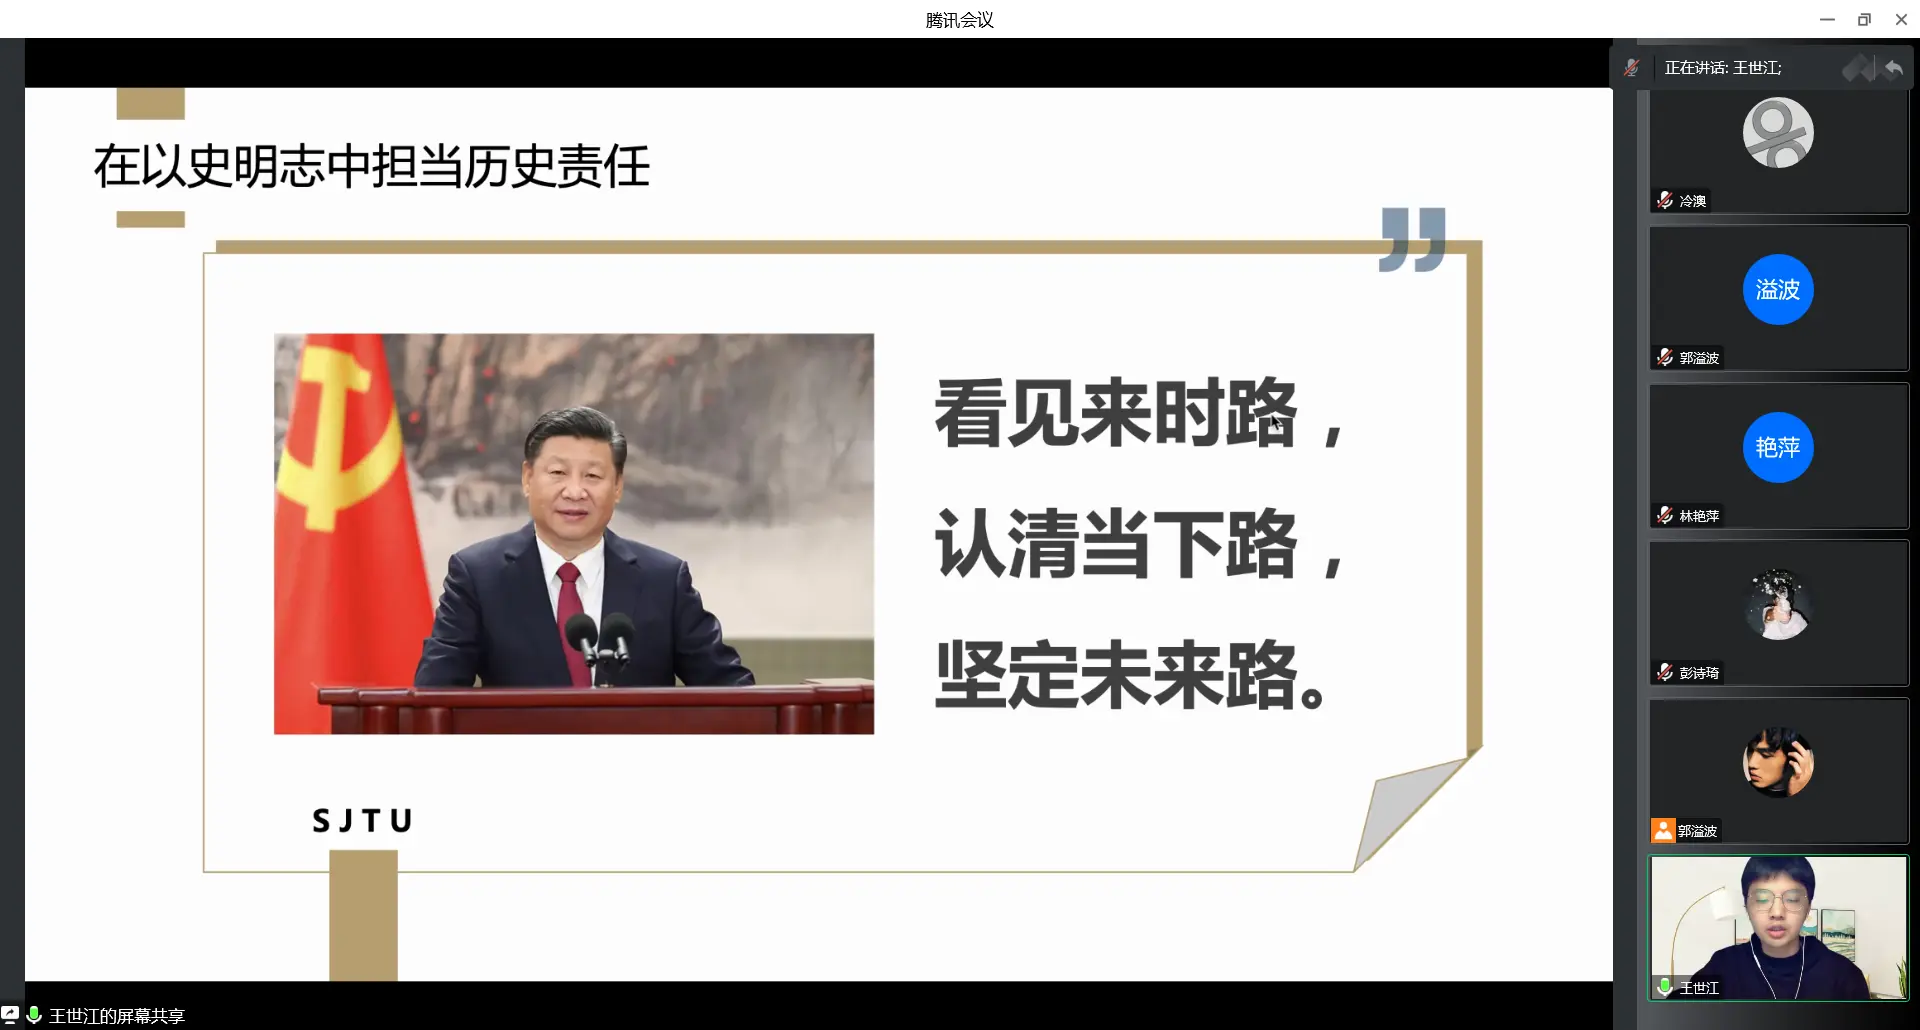 腾讯会议
正在讲话: 王世江;
在以史明志中担当历史责任
看见来时路，
认清当下路，
坚定未来路。
SJTU
冷澳
溢波
郭溢波
艳萍
林艳萍
彭诗琦
郭溢波
王世江
王世江的屏幕共享